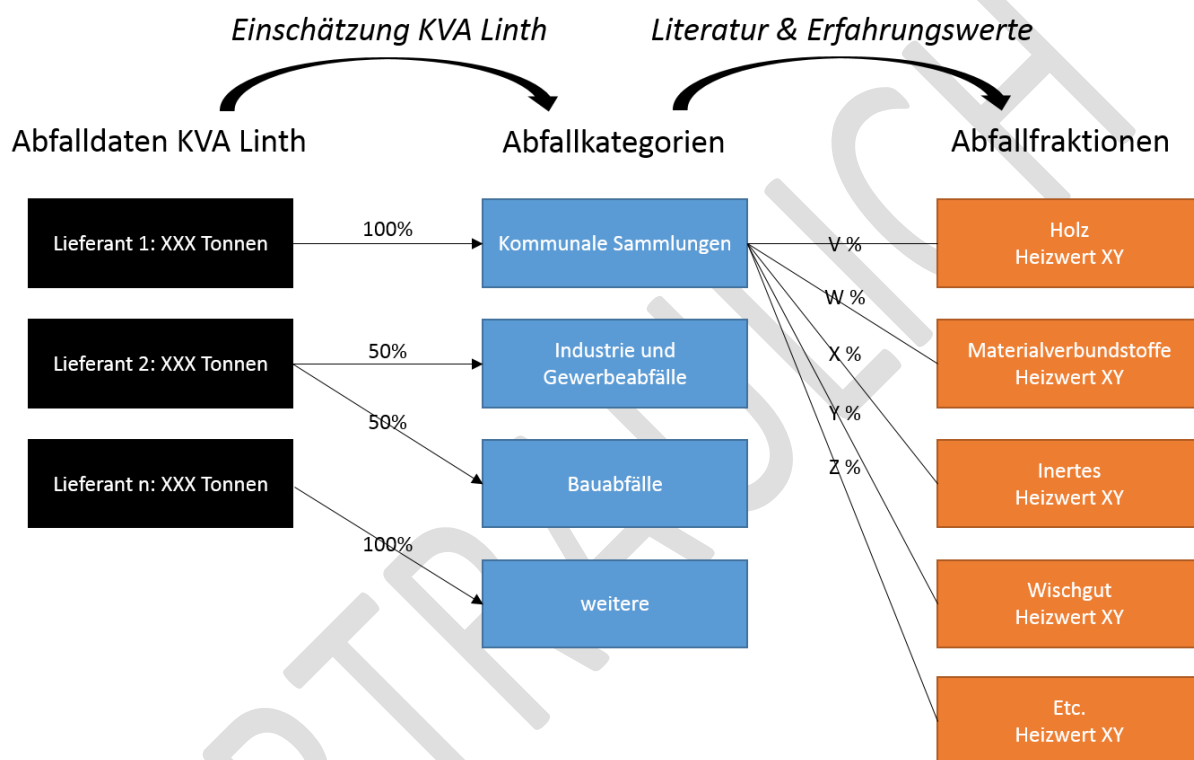 Einschätzung KVA Linth
Literatur & Erfahrungswerte
Abfalldaten KVA Linth
Abfallkategorien
Abfallfraktionen
Lieferant 1: XXX Tonnen
100%
Kommunale Sammlungen
V %
Holz
Heizwert XY
W %
Lieferant 2: XXX Tonnen
50%
Industrie und
Gewerbeabfälle
X %
Materialverbundstoffe
Heizwert XY
50%
Y %
Lieferant n: XXX Tonnen
Bauabfälle
Z %
Inertes
Heizwert XY
100%
weitere
Wischgut
Heizwert XY
Etc.
Heizwert XY
RTRAULICH